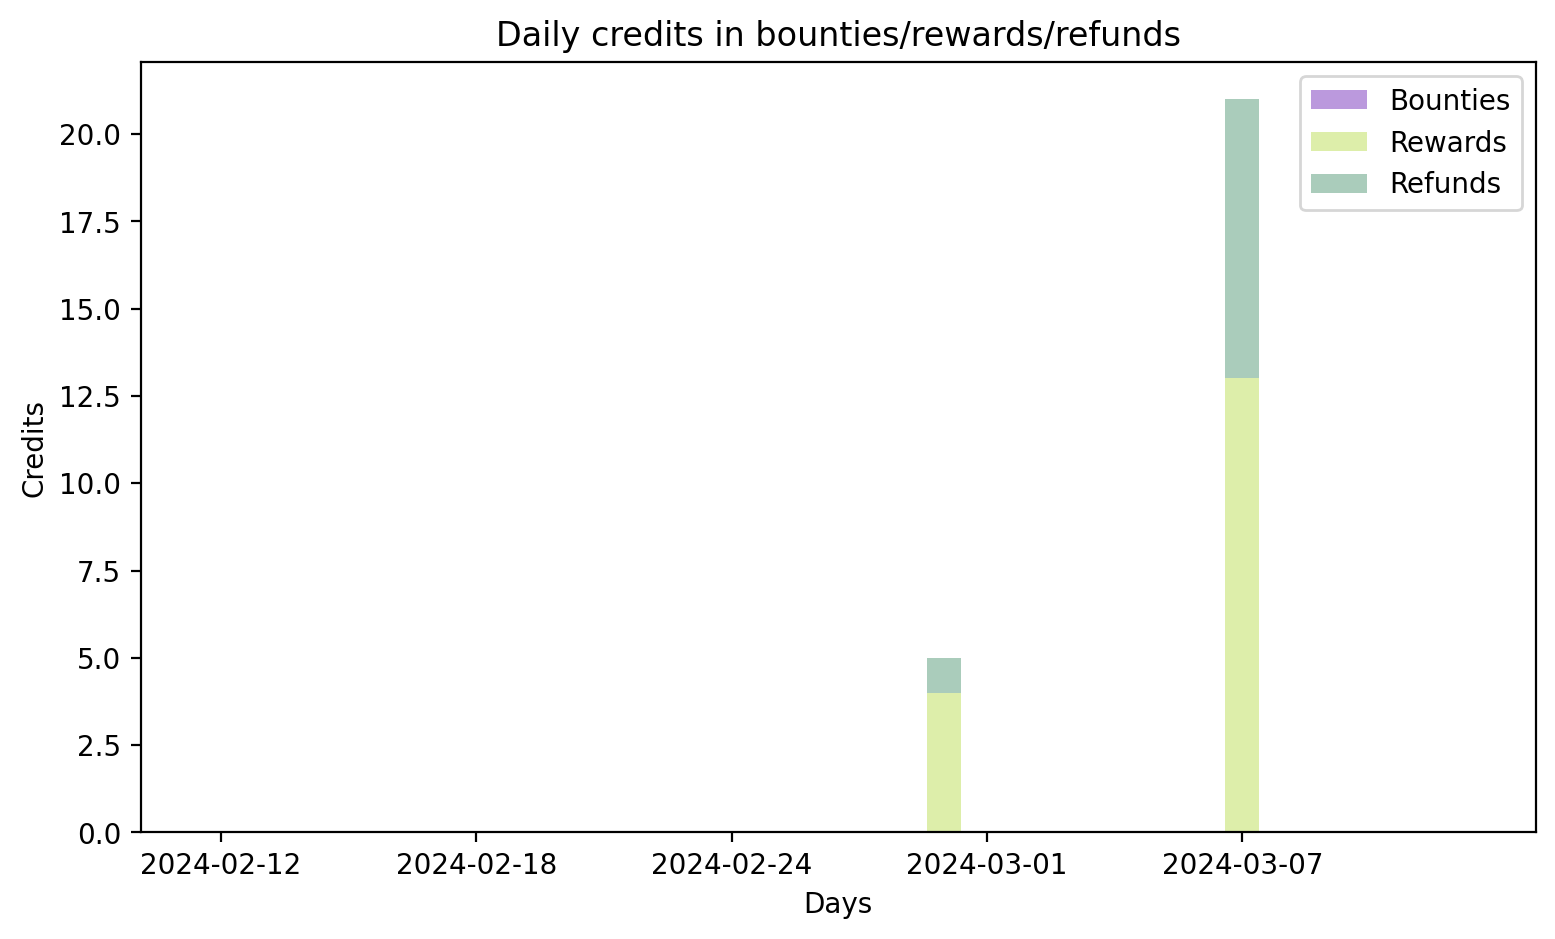 Daily credits in bounties/rewards/refunds
Bounties
Rewards
Refunds
Credits
20.0
17.5
15.0
12.5
10.0
7.5
5.0
2.5
0.0
2024-02-12
2024-02-18
2024-02-24
2024-03-01
2024-03-07
Days